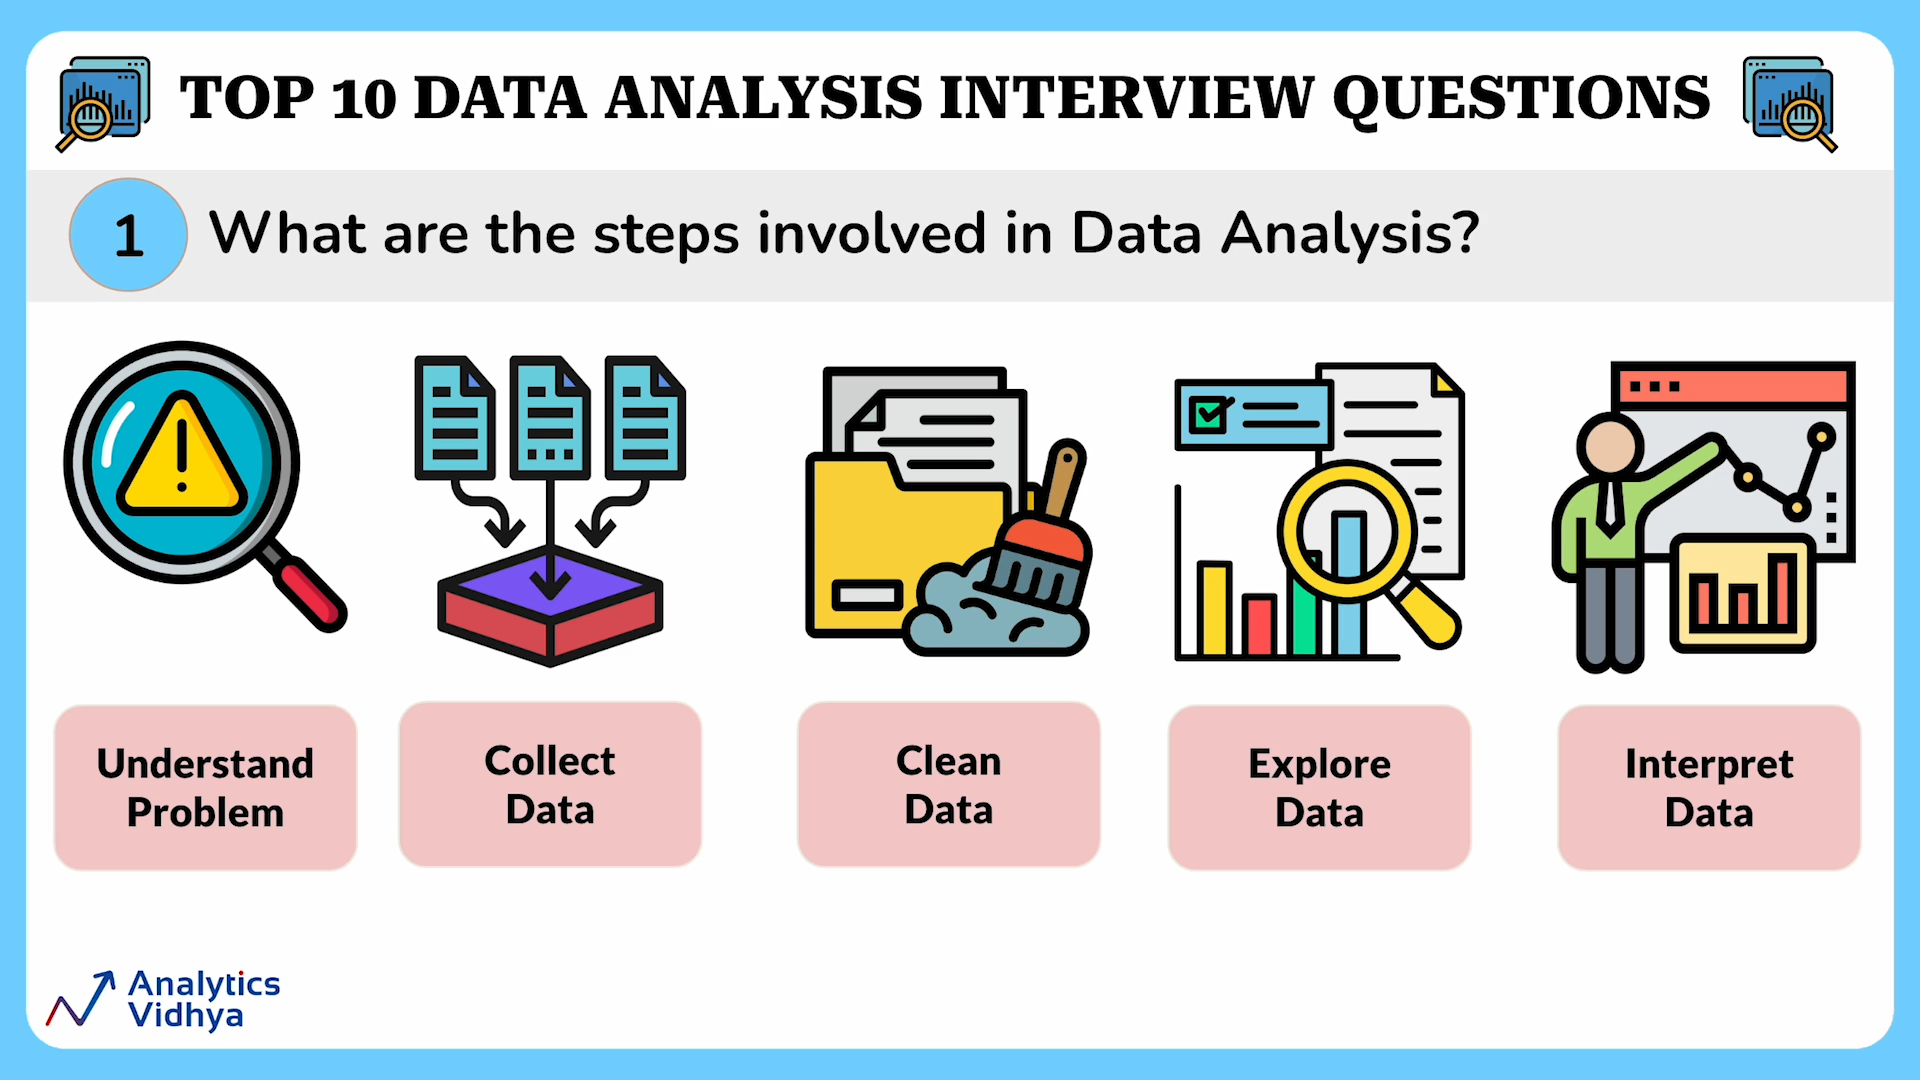 TOP 10 DATA ANALYSIS INTERVIEW QUESTIONS
1 What are the steps involved in Data Analysis?
Understand
Problem
Collect
Data
Clean
Data
Explore
Data
Interpret
Data
Analytics
Vidhya